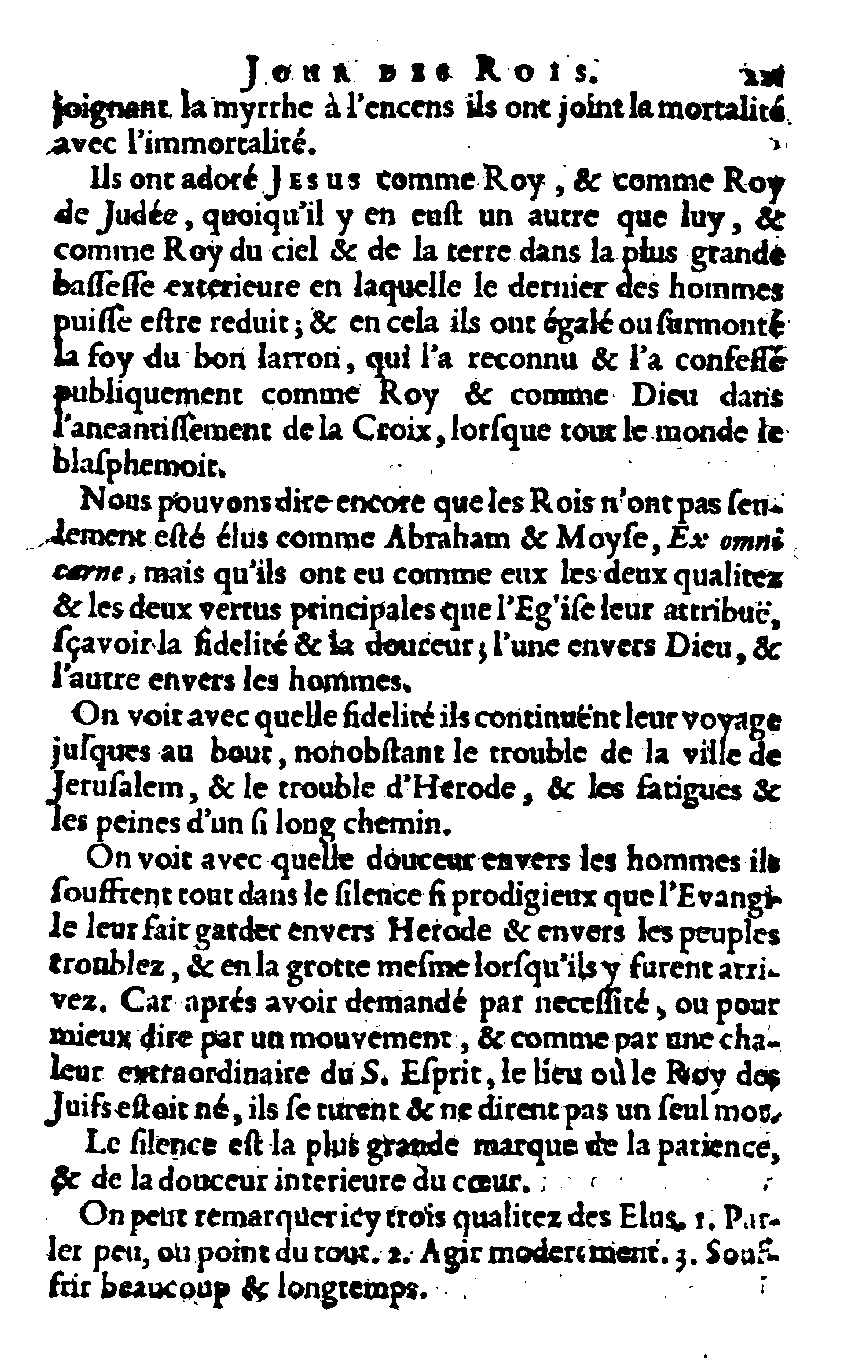 JOUR DES ROIS.
joignant la myrrhe à l'encens ils ont joint la mortalité
avec l'immortalité.
Ils ont adoré JESUS comme Roy, & comme Roy
de Judée, quoiqu'il y en euſt un autre que luy, &
comme Roy du ciel & de la terre dans la plus grande
baſſeſſe exterieure en laquelle le dernier des hommes
puiſſe eſtre reduit; & en cela ils ont égalé ou ſurmonté
la foy du bon larron, qui l'a reconnu & l'a confeſſé
publiquement comme Roy & comme Dieu dans
l'aneantiſſement de la Croix, lorſque tout le monde le
blaſphemoit.
Nous pouvons dire encore que les Rois n'ont pas ſeu-
lement eſté élus comme Abraham & Moyſe, Ex omni
carne, mais qu'ils ont eu comme eux les deux qualitez
& les deux vertus principales que l'Eg'iſe leur attribuë,
ſçavoir la fidelité & la douceur; l'une envers Dieu, &
l'autre envers les hommes.
On voit avec quelle fidelité ils continuënt leur voyage
juſques au bout, nonobſtant le trouble de la ville de
Jeruſalem, & le trouble d'Herode, & les fatigues &
les peines d'un ſi long chemin.
On voit avec quelle douceur envers les hommes ils
ſouffrent tout dans le ſilence ſi prodigieux que l'Evangi-
le leur fait garder envers Herode & envers les peuples
troublez, & en la grotte meſme lorſqu'ils y furent arri-
vez. Car aprés avoir demandé par neceſſité, ou pour
mieux dire par un mouvement, & comme par une cha-
leur extraordinaire du S. Eſprit, le lieu où le Roy des
Juifs eſtoit né, ils ſe turent & ne dirent pas un ſeul mot.
Le ſilence eſt la plus grande marque de la patience,
& de la douceur interieure du cœur.
On peut remarquer icy trois qualitez des Elus. 1. Par-
ler peu, ou point du tout. 2. Agir moderément. 3. Souf-
frir beaucoup & longtemps.